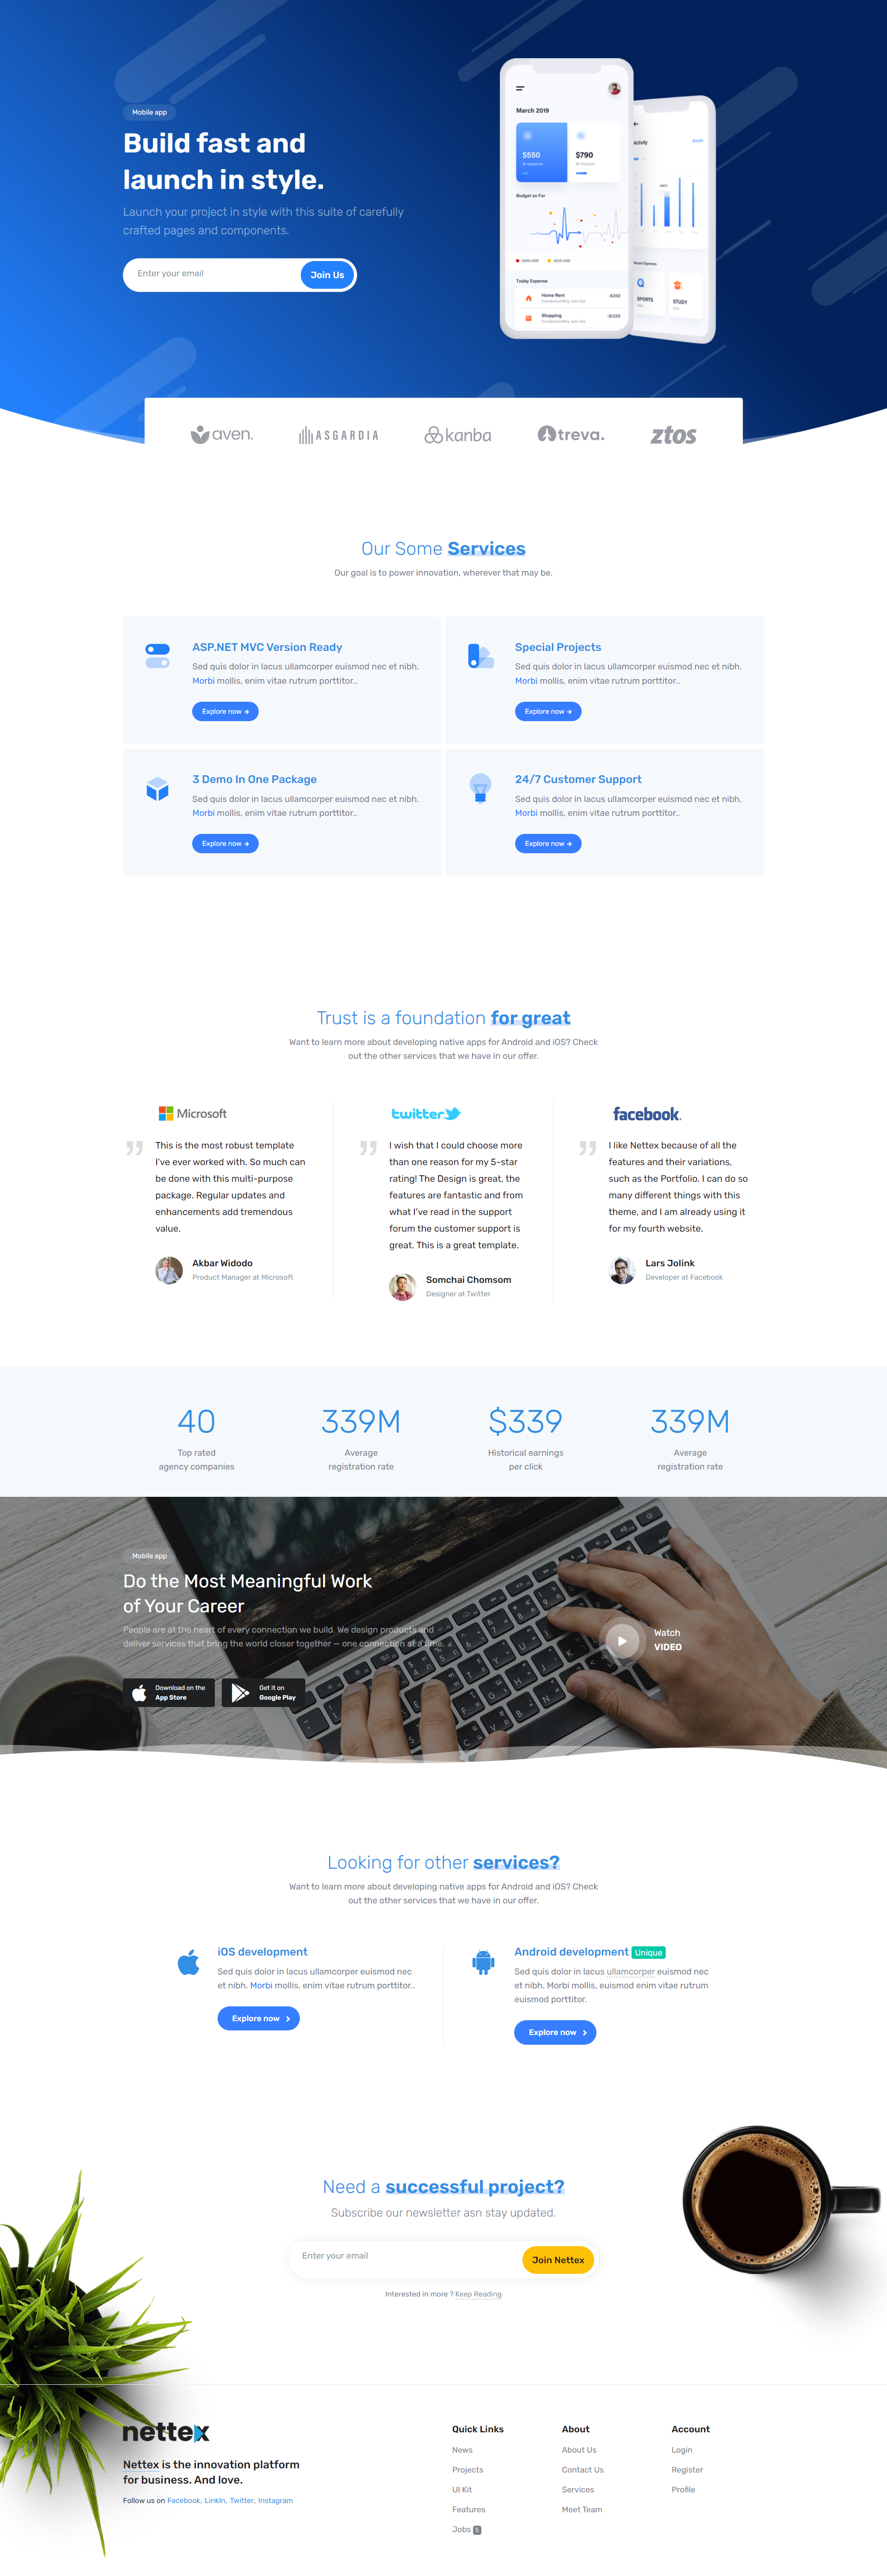 Mobile app
Build fast and
launch in style.
Launch your project in style with this suite of carefully
crafted pages and components.
Enter your email
Join Us
March 2019
$550
$790
Budget so Far
Today Expense
Home Rent
-$350
Shopping
-$1220
Activity
Month
Recent Expenses
SPORTS
STUDY
aven.
ASGARDIA
kanba
treva.
ztos
Our Some Services
Our goal is to power innovation, wherever that may be.
ASP.NET MVC Version Ready
Sed quis dolor in lacus ullamcorper euismod nec et nibh.
Morbi mollis, enim vitae rutrum porttitor..
Explore now
Special Projects
Sed quis dolor in lacus ullamcorper euismod nec et nibh.
Morbi mollis, enim vitae rutrum porttitor..
Explore now
3 Demo In One Package
Sed quis dolor in lacus ullamcorper euismod nec et nibh.
Morbi mollis, enim vitae rutrum porttitor..
Explore now
24/7 Customer Support
Sed quis dolor in lacus ullamcorper euismod nec et nibh.
Morbi mollis, enim vitae rutrum porttitor..
Explore now
Trust is a foundation for great
Want to learn more about developing native apps for Android and iOS? Check
out the other services that we have in our offer.
Microsoft
This is the most robust template
I've ever worked with. So much can
be done with this multi-purpose
package. Regular updates and
enhancements add tremendous
value.
Akbar Widodo
Product Manager at Microsoft
twitter
I wish that I could choose more
than one reason for my 5-star
rating! The Design is great, the
features are fantastic and from
what I've read in the support
forum the customer support is
great. This is a great template.
Somchai Chomsom
Designer at Twitter
facebook.
I like Nettex because of all the
features and their variations,
such as the Portfolio. I can do so
many different things with this
theme, and I am already using it
for my fourth website.
Lars Jolink
Developer at Facebook
40
Top rated
agency companies
339M
Average
registration rate
$339
Historical earnings
per click
339M
Average
registration rate
Mobile app
Do the Most Meaningful Work
of Your Career
People are at the heart of every connection we build. We design products and
deliver services that bring the world closer together — one connection at a time.
Download on the
App Store
Get it on
Google Play
Watch
VIDEO
Looking for other services?
Want to learn more about developing native apps for Android and iOS? Check
out the other services that we have in our offer.
iOS development
Sed quis dolor in lacus ullamcorper euismod nec
et nibh. Morbi mollis, enim vitae rutrum porttitor..
Explore now
Android development Unique
Sed quis dolor in lacus ullamcorper euismod nec
et nibh. Morbi mollis, euismod enim vitae rutrum
euismod porttitor.
Explore now
Need a successful project?
Subscribe our newsletter asn stay updated.
Enter your email
Join Nettex
Interested in more ? Keep Reading
nettex
Nettex is the innovation platform
for business. And love.
Follow us on Facebook, LinkIn, Twitter, Instagram
Quick Links
News
Projects
UI Kit
Features
Jobs
About
About Us
Contact Us
Services
Meet Team
Account
Login
Register
Profile